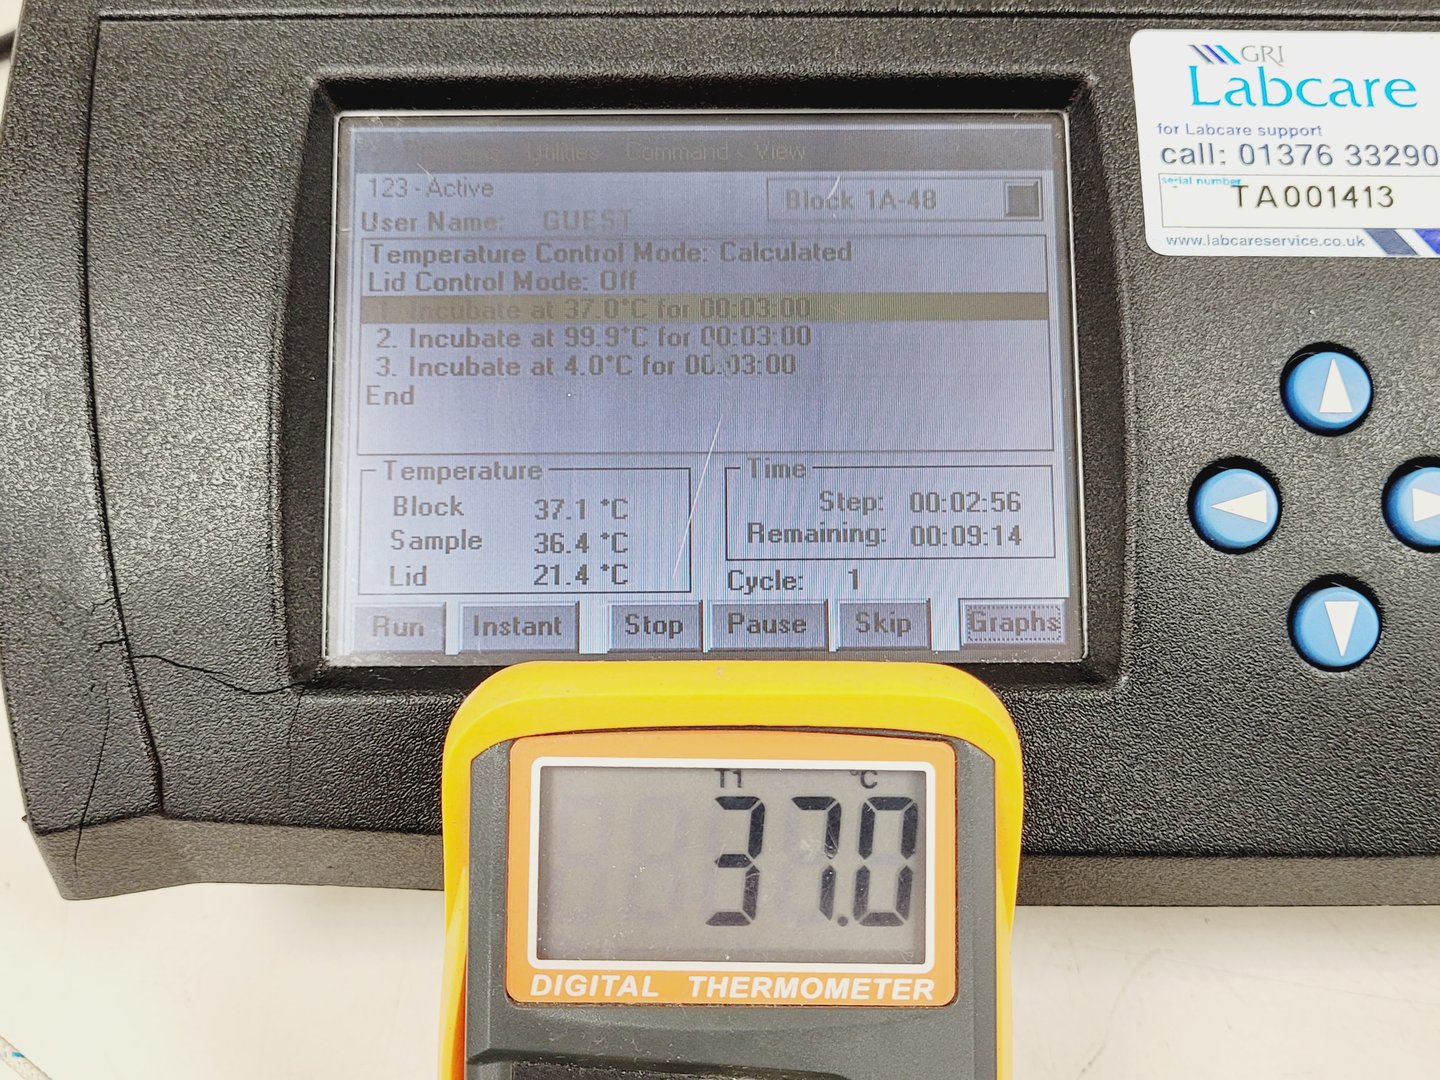 Utilities Command View
123 - Active
Block 1A-48
User Name: GUEST
Temperature Control Mode: Calculated
Lid Control Mode: Off
1. Incubate at 37.0°C for 00:03:00
2. Incubate at 99.9°C for 00:03:00
3. Incubate at 4.0°C for 00:03:00
End
Temperature
Block 37.1 °C
Sample 36.4 °C
Lid 21.4 °C
Time
Step: 00:02:56
Remaining: 00:09:14
Cycle: 1
Run Instant Stop Pause Skip Graphs
GRI
Labcare
for Labcare support
call: 01376 33290
serial number
TA001413
www.labcareservice.co.uk
T1 °C
37.0
DIGITAL THERMOMETER